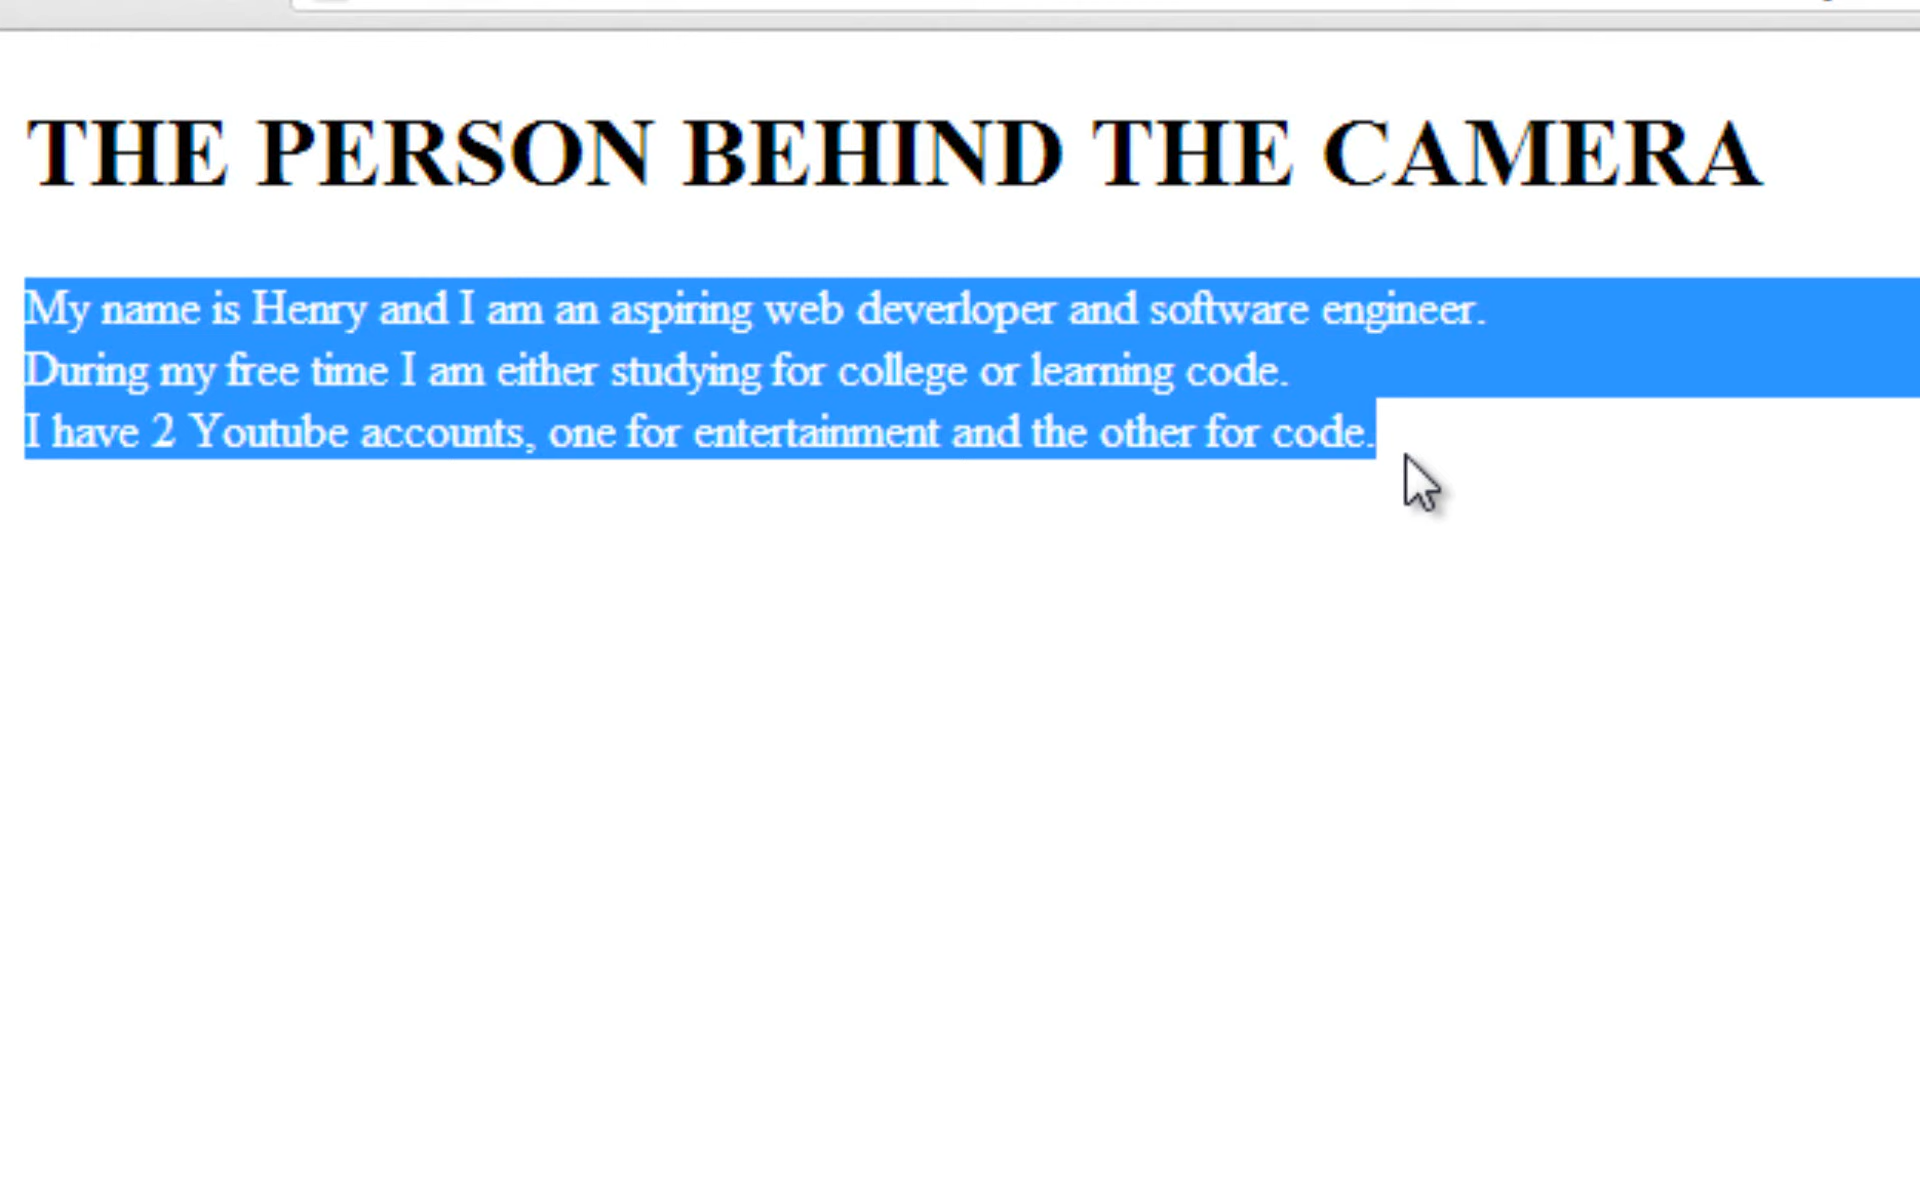 THE PERSON BEHIND THE CAMERA
My name is Henry and I am an aspiring web deverloper and software engineer.
During my free time I am either studying for college or learning code.
I have 2 Youtube accounts, one for entertainment and the other for code.